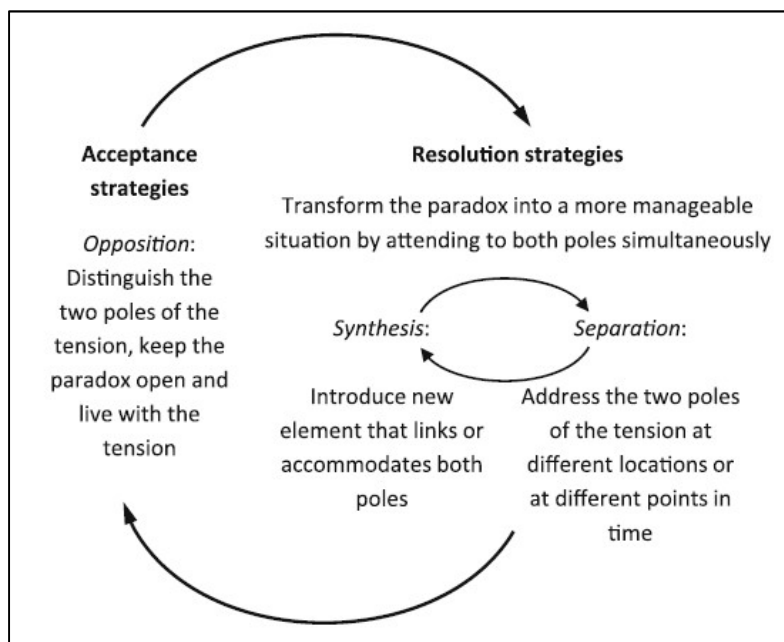 Acceptance
strategies
Opposition:
Distinguish the
two poles of the
tension, keep the
paradox open and
live with the
tension
Resolution strategies
Transform the paradox into a more manageable
situation by attending to both poles simultaneously
Synthesis:
Introduce new
element that links or
accommodates both
poles
Separation:
Address the two poles
of the tension at
different locations or
at different points in
time